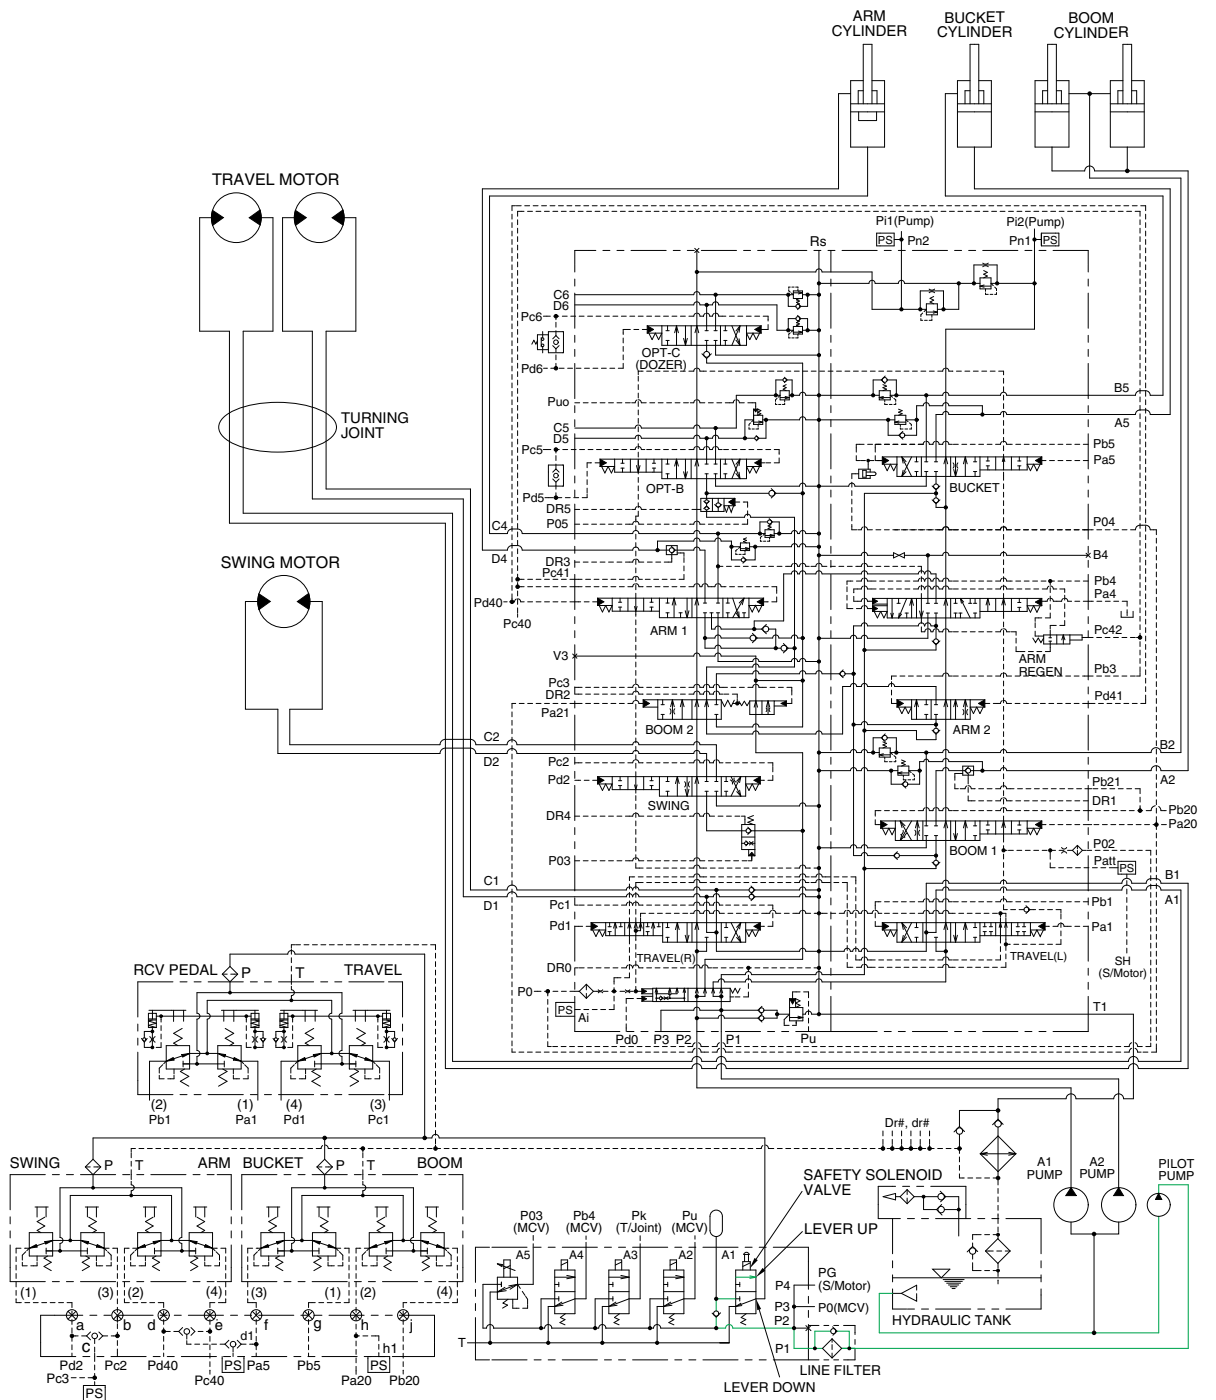 ARM
CYLINDER
BUCKET
CYLINDER
BOOM
CYLINDER
TRAVEL MOTOR
TURNING
JOINT
SWING MOTOR
Pi1(Pump)
Pi2(Pump)
PS
Pn2
Pn1
PS
Rs
C6
D6
Pc6
OPT-C
(DOZER)
Pd6
Puo
C5
D5
Pc5
Pd5
OPT-B
DR5
P05
B5
A5
Pb5
Pa5
BUCKET
P04
C4
D4
DR3
Pc41
Pd40
Pc40
ARM 1
B4
Pb4
Pa4
Pc42
ARM
REGEN
Pb3
Pd41
V3
Pc3
DR2
Pa21
BOOM 2
ARM 2
C2
D2
Pc2
Pd2
SWING
DR4
P03
B2
A2
Pb21
DR1
Pb20
Pa20
BOOM 1
P02
Patt
PS
C1
D1
Pc1
Pd1
TRAVEL(R)
B1
A1
Pb1
Pa1
TRAVEL(L)
SH
(S/Motor)
DR0
P0
PS
Ai
Pd0
P3
P2
P1
Pu
T1
RCV PEDAL
P
T
TRAVEL
(2)
(1)
(4)
(3)
Pb1
Pa1
Pd1
Pc1
SWING
P
T
ARM
BUCKET
P
T
BOOM
(1)
(3)
(2)
(4)
(3)
(1)
(2)
(4)
a
b
d
e
f
g
h
j
C
d1
h1
Pd2
Pc2
Pd40
PS
Pa5
Pb5
PS
Pc3
PS
Pc40
Pa20
Pb20
Dr#, dr#
A1
PUMP
A2
PUMP
PILOT
PUMP
SAFETY SOLENOID
VALVE
LEVER UP
P03
(MCV)
Pb4
(MCV)
Pk
(T/Joint)
Pu
(MCV)
A5
A4
A3
A2
A1
PG
(S/Motor)
P4
P3
P0(MCV)
P2
P1
T
LINE FILTER
LEVER DOWN
HYDRAULIC TANK